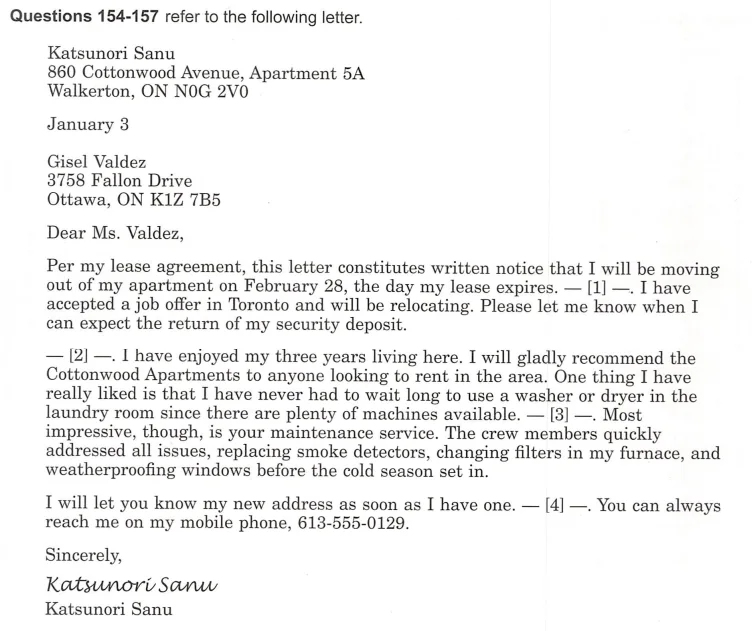 Questions 154-157 refer to the following letter.
Katsunori Sanu
860 Cottonwood Avenue, Apartment 5A
Walkerton, ON N0G 2V0
January 3
Gisel Valdez
3758 Fallon Drive
Ottawa, ON K1Z 7B5
Dear Ms. Valdez,
Per my lease agreement, this letter constitutes written notice that I will be moving
out of my apartment on February 28, the day my lease expires. — [1] —. I have
accepted a job offer in Toronto and will be relocating. Please let me know when I
can expect the return of my security deposit.
— [2] —. I have enjoyed my three years living here. I will gladly recommend the
Cottonwood Apartments to anyone looking to rent in the area. One thing I have
really liked is that I have never had to wait long to use a washer or dryer in the
laundry room since there are plenty of machines available. — [3] —. Most
impressive, though, is your maintenance service. The crew members quickly
addressed all issues, replacing smoke detectors, changing filters in my furnace, and
weatherproofing windows before the cold season set in.
I will let you know my new address as soon as I have one. — [4] —. You can always
reach me on my mobile phone, 613-555-0129.
Sincerely,
Katsunori Sanu
Katsunori Sanu